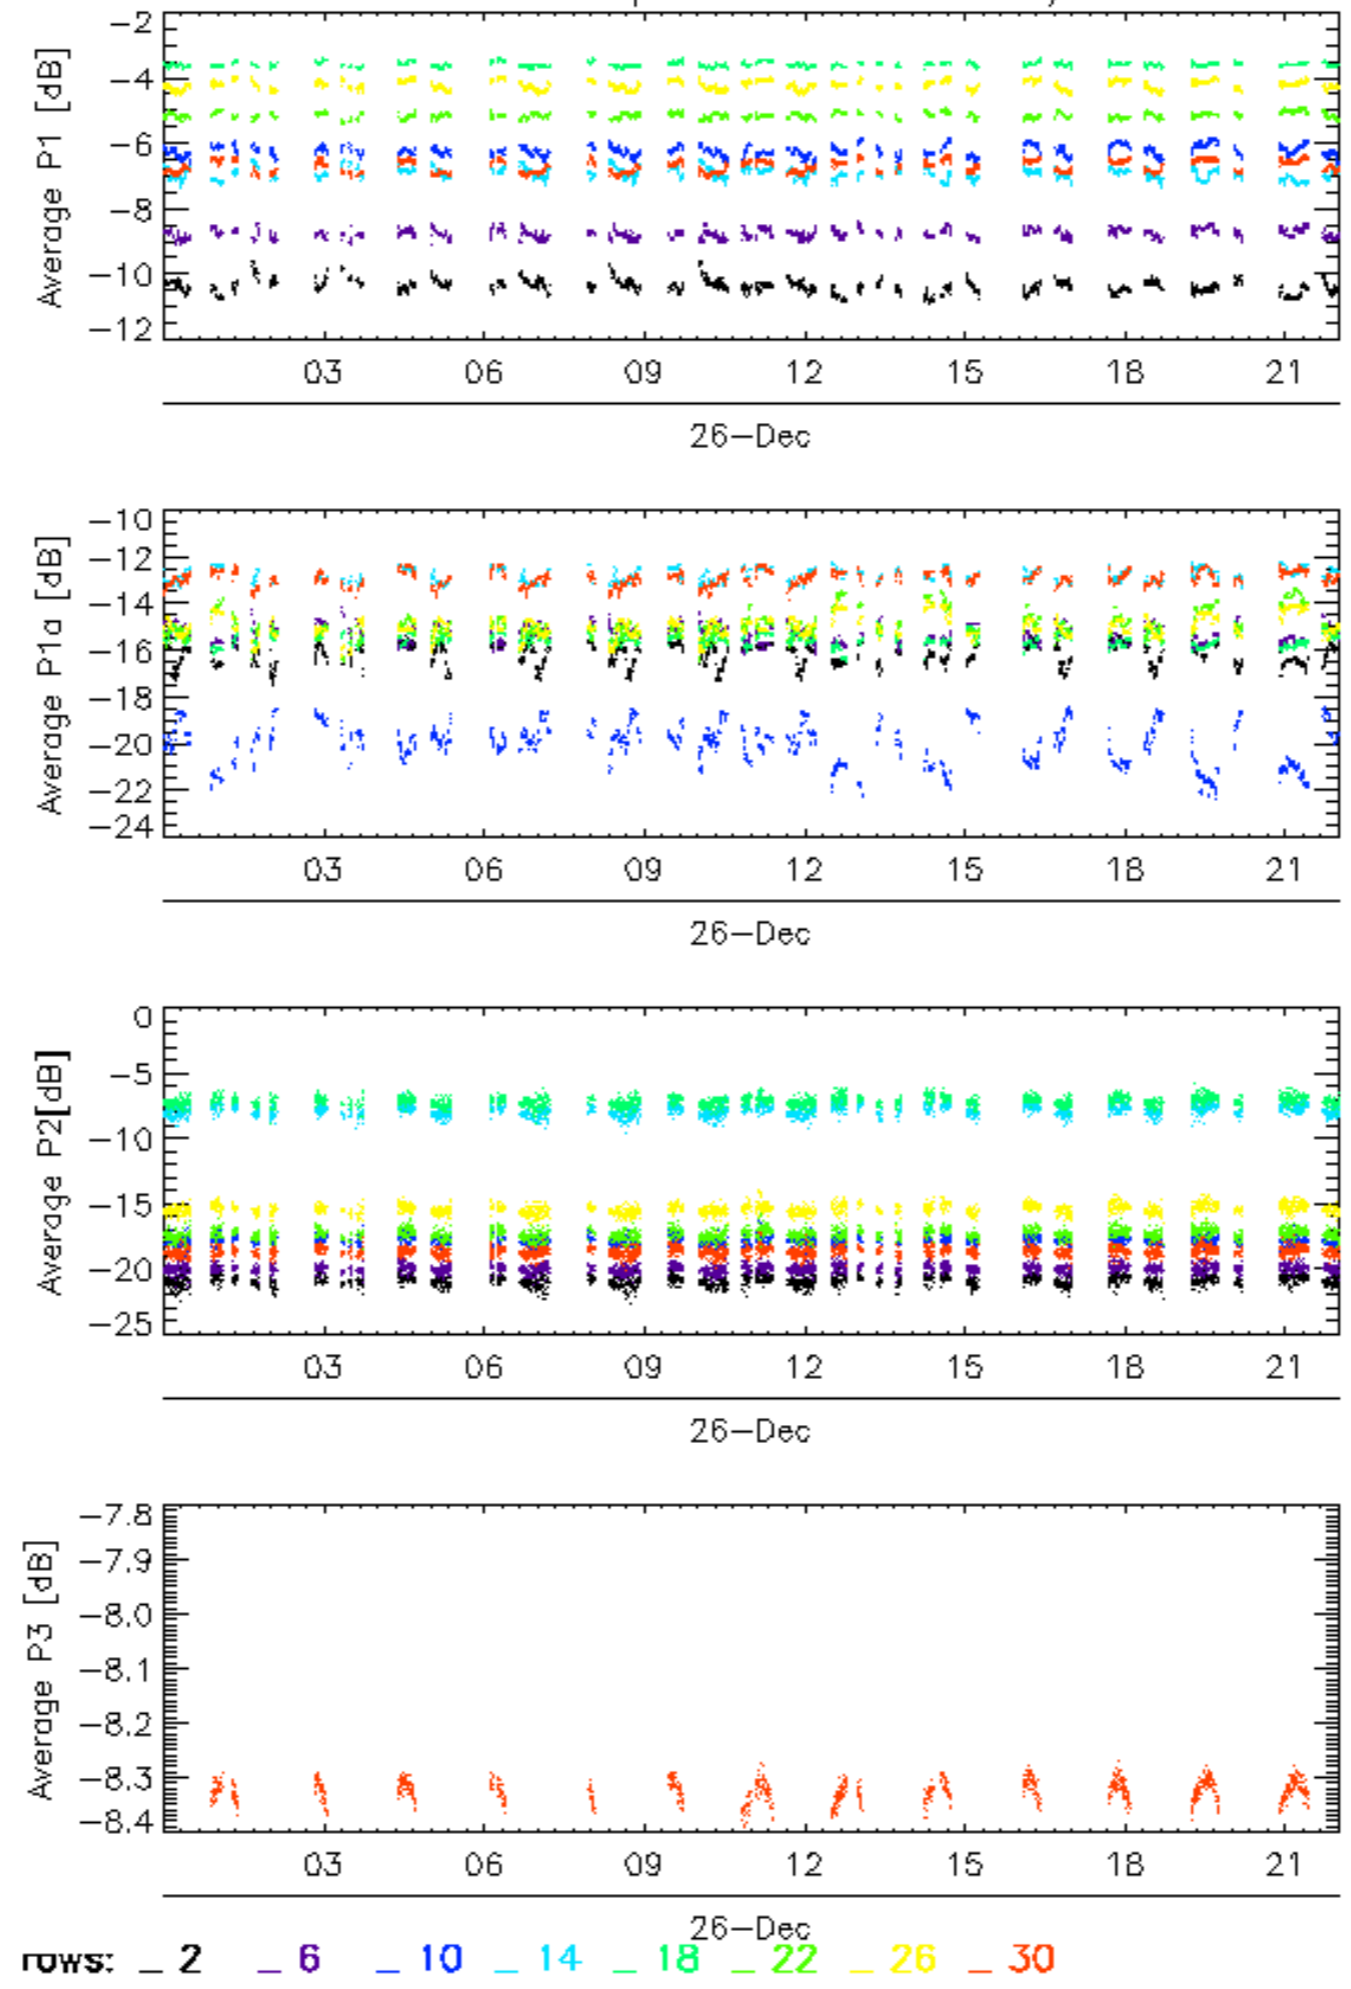 Average P1 [dB]
−2
−4
−6
−8
−10
−12
03 06 09 12 15 18 21
26−Dec
Average P1a [dB]
−10
−12
−14
−16
−18
−20
−22
−24
03 06 09 12 15 18 21
26−Dec
Average P2[dB]
0
−5
−10
−15
−20
−25
03 06 09 12 15 18 21
26−Dec
Average P3 [dB]
−7.8
−7.9
−8.0
−8.1
−8.2
−8.3
−8.4
03 06 09 12 15 18 21
26−Dec
rows: _ 2 _ 6 _ 10 _ 14 _ 18 _ 22 _ 26 _ 30